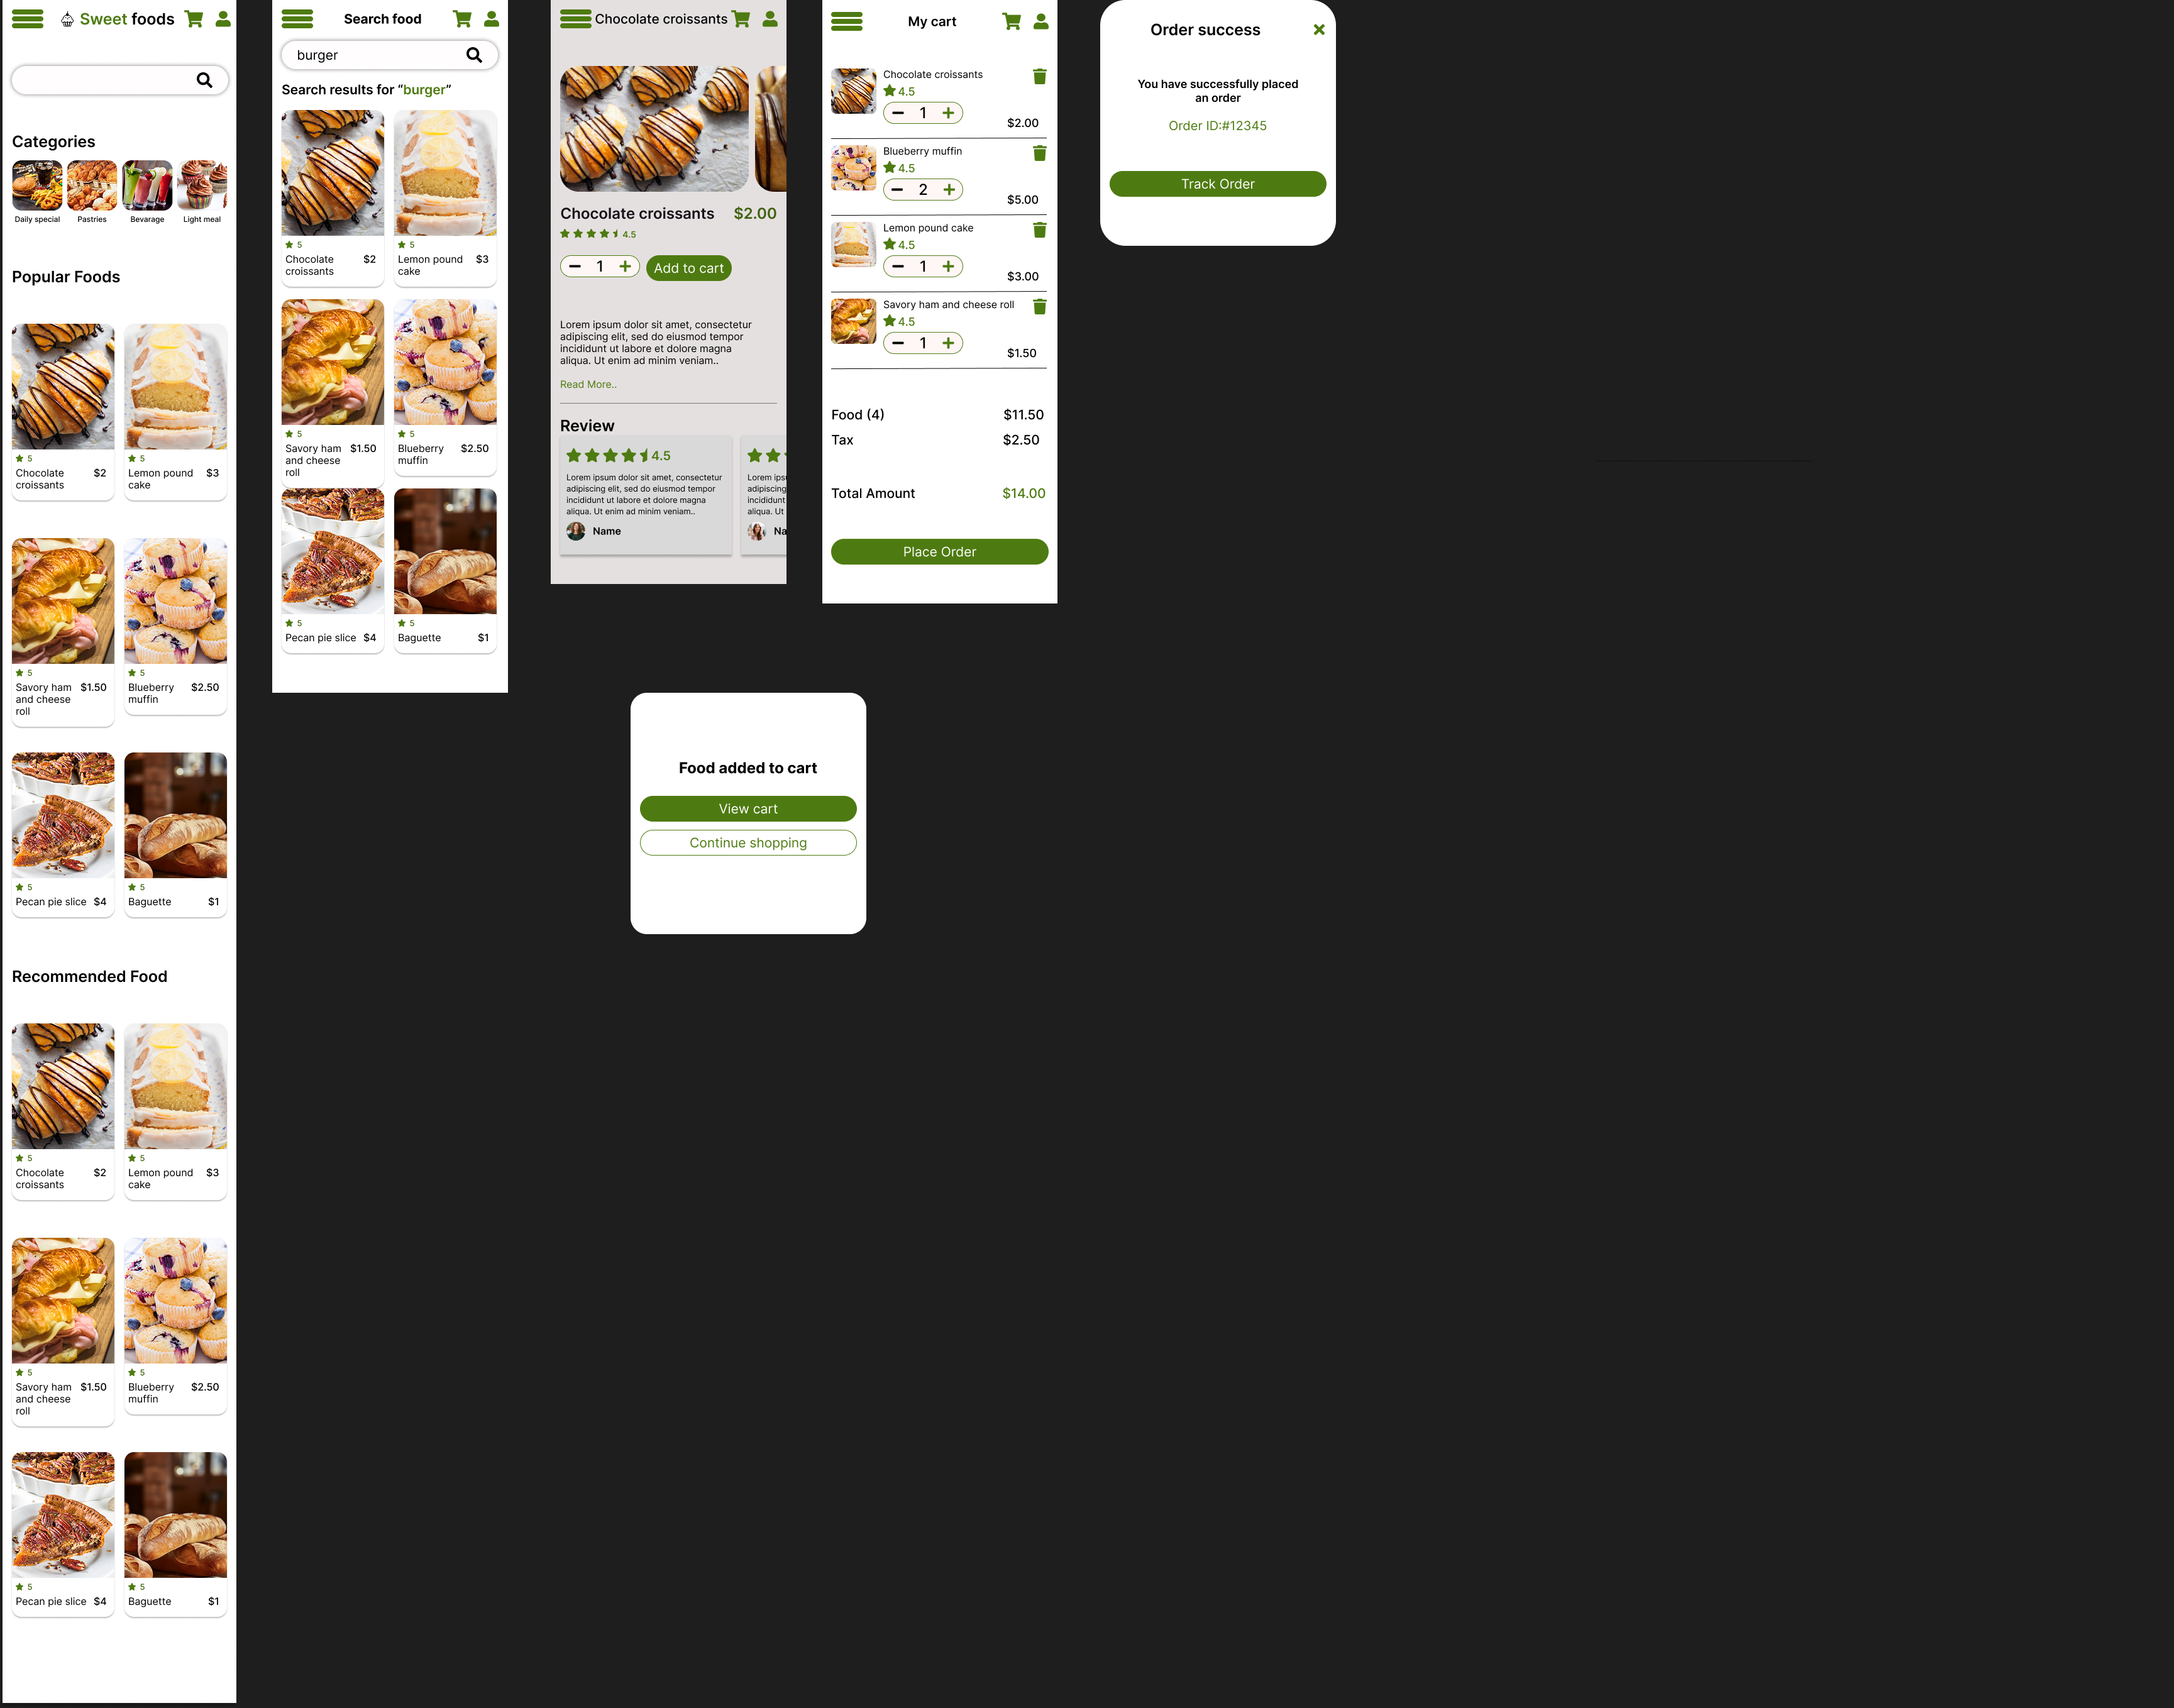 Sweet foods
Categories
Daily special
Pastries
Bevarage
Light meal
Popular Foods
5
Chocolate
croissants
$2
5
Lemon pound
cake
$3
5
Savory ham
and cheese
roll
$1.50
5
Blueberry
muffin
$2.50
5
Pecan pie slice
$4
5
Baguette
$1
Recommended Food
5
Chocolate
croissants
$2
5
Lemon pound
cake
$3
5
Savory ham
and cheese
roll
$1.50
5
Blueberry
muffin
$2.50
5
Pecan pie slice
$4
5
Baguette
$1
Search food
burger
Search results for “burger”
5
Chocolate
croissants
$2
5
Lemon pound
cake
$3
5
Savory ham
and cheese
roll
$1.50
5
Blueberry
muffin
$2.50
5
Pecan pie slice
$4
5
Baguette
$1
Chocolate croissants
Chocolate croissants
$2.00
4.5
1
Add to cart
Lorem ipsum dolor sit amet, consectetur
adipiscing elit, sed do eiusmod tempor
incididunt ut labore et dolore magna
aliqua. Ut enim ad minim veniam..
Read More..
Review
4.5
Lorem ipsum dolor sit amet, consectetur
adipiscing elit, sed do eiusmod tempor
incididunt ut labore et dolore magna
aliqua. Ut enim ad minim veniam..
Name
Lorem
adipiscing
incididunt
aliqua. Ut
Na
Food added to cart
View cart
Continue shopping
My cart
Chocolate croissants
4.5
1
$2.00
Blueberry muffin
4.5
2
$5.00
Lemon pound cake
4.5
1
$3.00
Savory ham and cheese roll
4.5
1
$1.50
Food (4)
$11.50
Tax
$2.50
Total Amount
$14.00
Place Order
Order success
You have successfully placed
an order
Order ID:#12345
Track Order